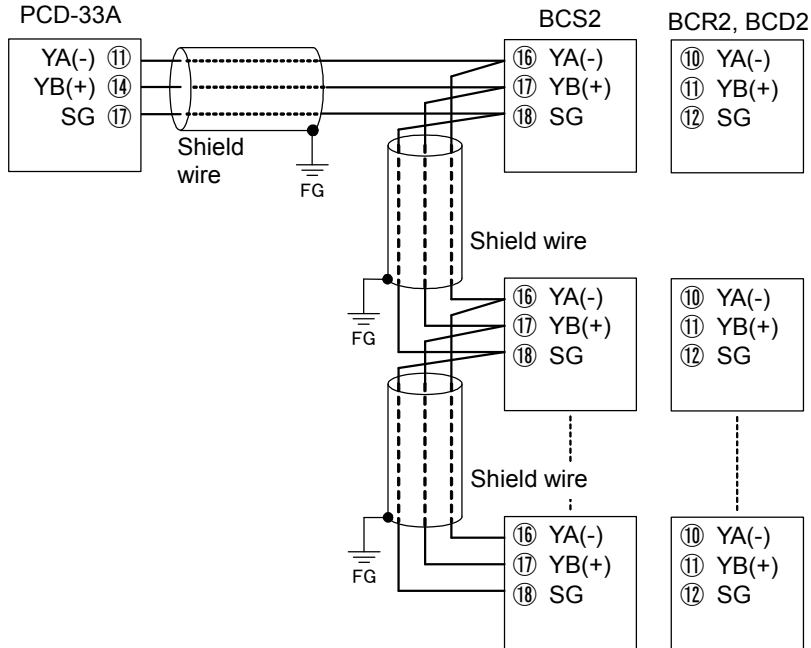 PCD-33A
YA(-) ⑪
YB(+) ⑭
SG ⑰
Shield
wire
FG
BCS2
⑯ YA(-)
⑰ YB(+)
⑱ SG
BCR2, BCD2
⑩ YA(-)
⑪ YB(+)
⑫ SG
Shield wire
FG
⑯ YA(-)
⑰ YB(+)
⑱ SG
⑩ YA(-)
⑪ YB(+)
⑫ SG
Shield wire
FG
⑯ YA(-)
⑰ YB(+)
⑱ SG
⑩ YA(-)
⑪ YB(+)
⑫ SG